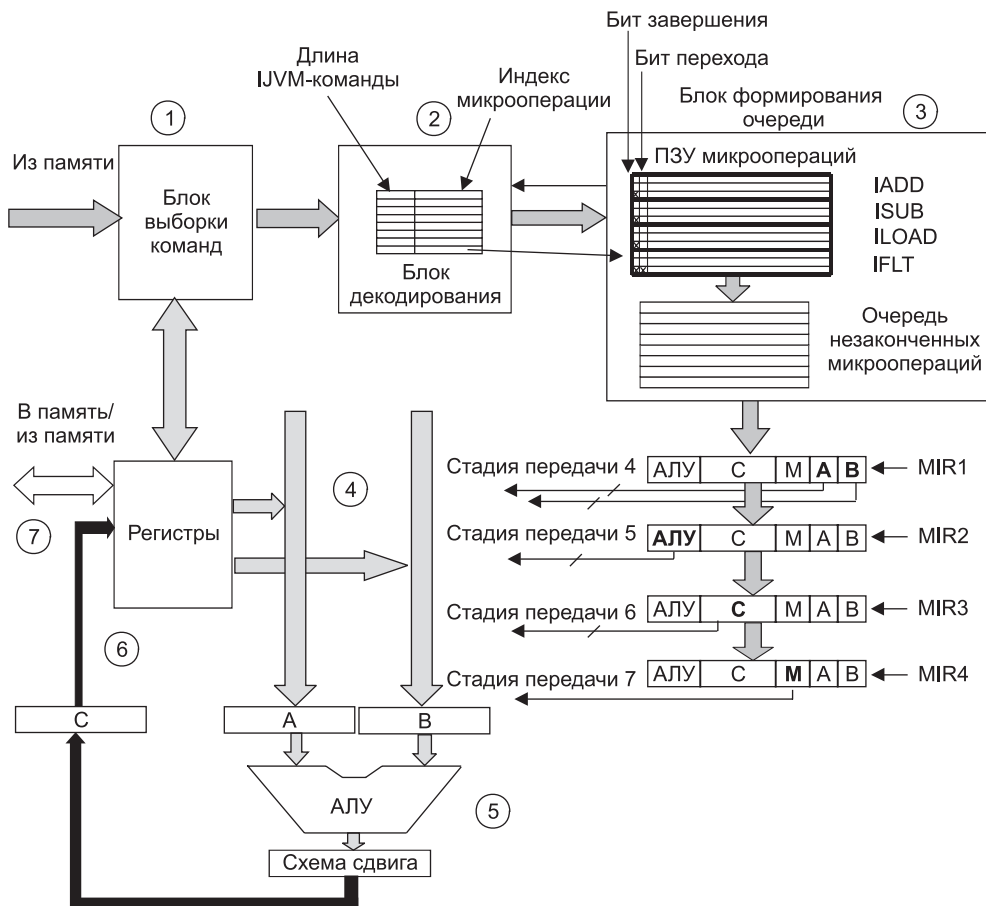 Бит завершения
Бит перехода
Длина
IJVM-команды
Индекс
микрооперации
Блок формирования
очереди
1
2
3
Из памяти
Блок
выборки
команд
Блок
декодирования
ПЗУ микроопераций
IADD
ISUB
ILOAD
IFLT
Очередь
незаконченных
микроопераций
В память/
из памяти
7
Регистры
4
6
Стадия передачи 4
АЛУ C M A B
MIR1
Стадия передачи 5
АЛУ C M A B
MIR2
Стадия передачи 6
АЛУ C M A B
MIR3
Стадия передачи 7
АЛУ C M A B
MIR4
C
A
B
АЛУ
5
Схема сдвига